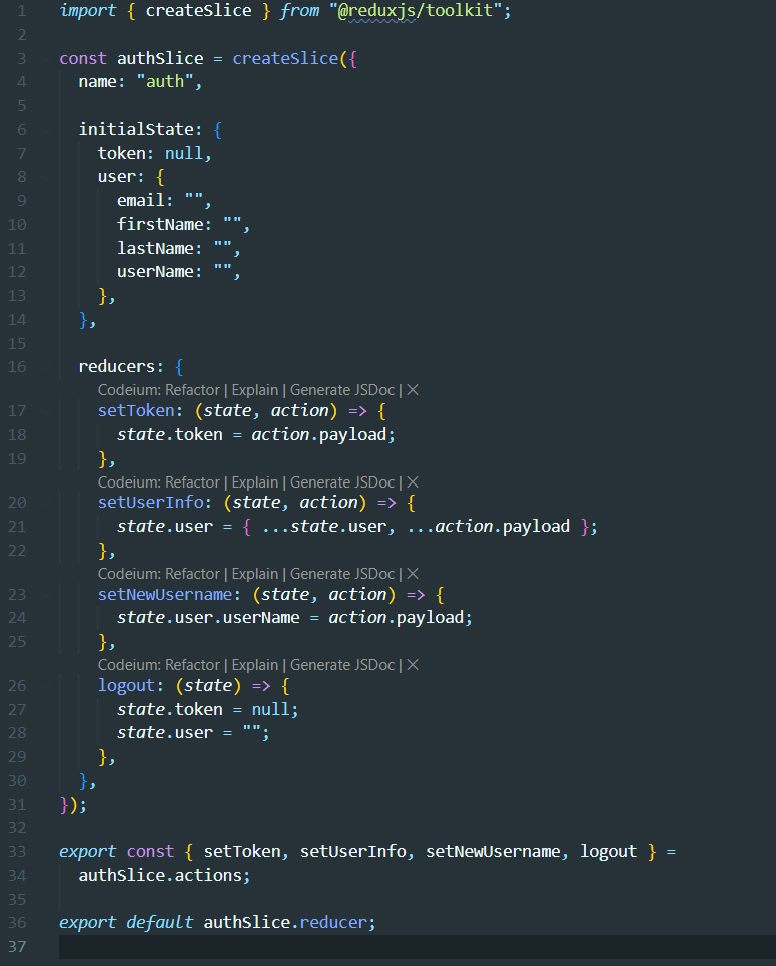 1 import { createSlice } from "@reduxjs/toolkit";
2
3 const authSlice = createSlice({
4   name: "auth",
5
6   initialState: {
7     token: null,
8     user: {
9       email: "",
10       firstName: "",
11       lastName: "",
12       userName: "",
13     },
14   },
15
16   reducers: {
Codeium: Refactor | Explain | Generate JSDoc | ×
17     setToken: (state, action) => {
18       state.token = action.payload;
19     },
Codeium: Refactor | Explain | Generate JSDoc | ×
20     setUserInfo: (state, action) => {
21       state.user = { ...state.user, ...action.payload };
22     },
Codeium: Refactor | Explain | Generate JSDoc | ×
23     setNewUsername: (state, action) => {
24       state.user.userName = action.payload;
25     },
Codeium: Refactor | Explain | Generate JSDoc | ×
26     logout: (state) => {
27       state.token = null;
28       state.user = "";
29     },
30   },
31 });
32
33 export const { setToken, setUserInfo, setNewUsername, logout } =
34   authSlice.actions;
35
36 export default authSlice.reducer;
37